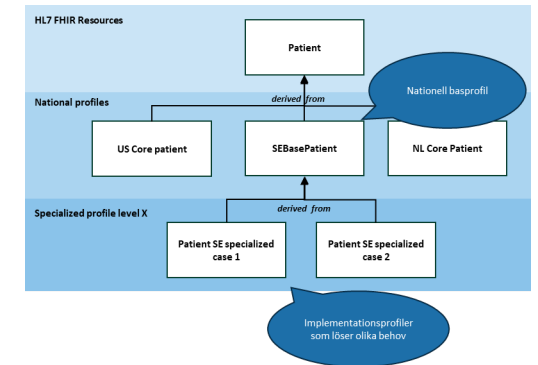 HL7 FHIR Resources
Patient
Nationell basprofil
National profiles
derived from
US Core patient
SEBasePatient
NL Core Patient
Specialized profile level X
derived from
Patient SE specialized
case 1
Patient SE specialized
case 2
Implementationsprofiler
som löser olika behov